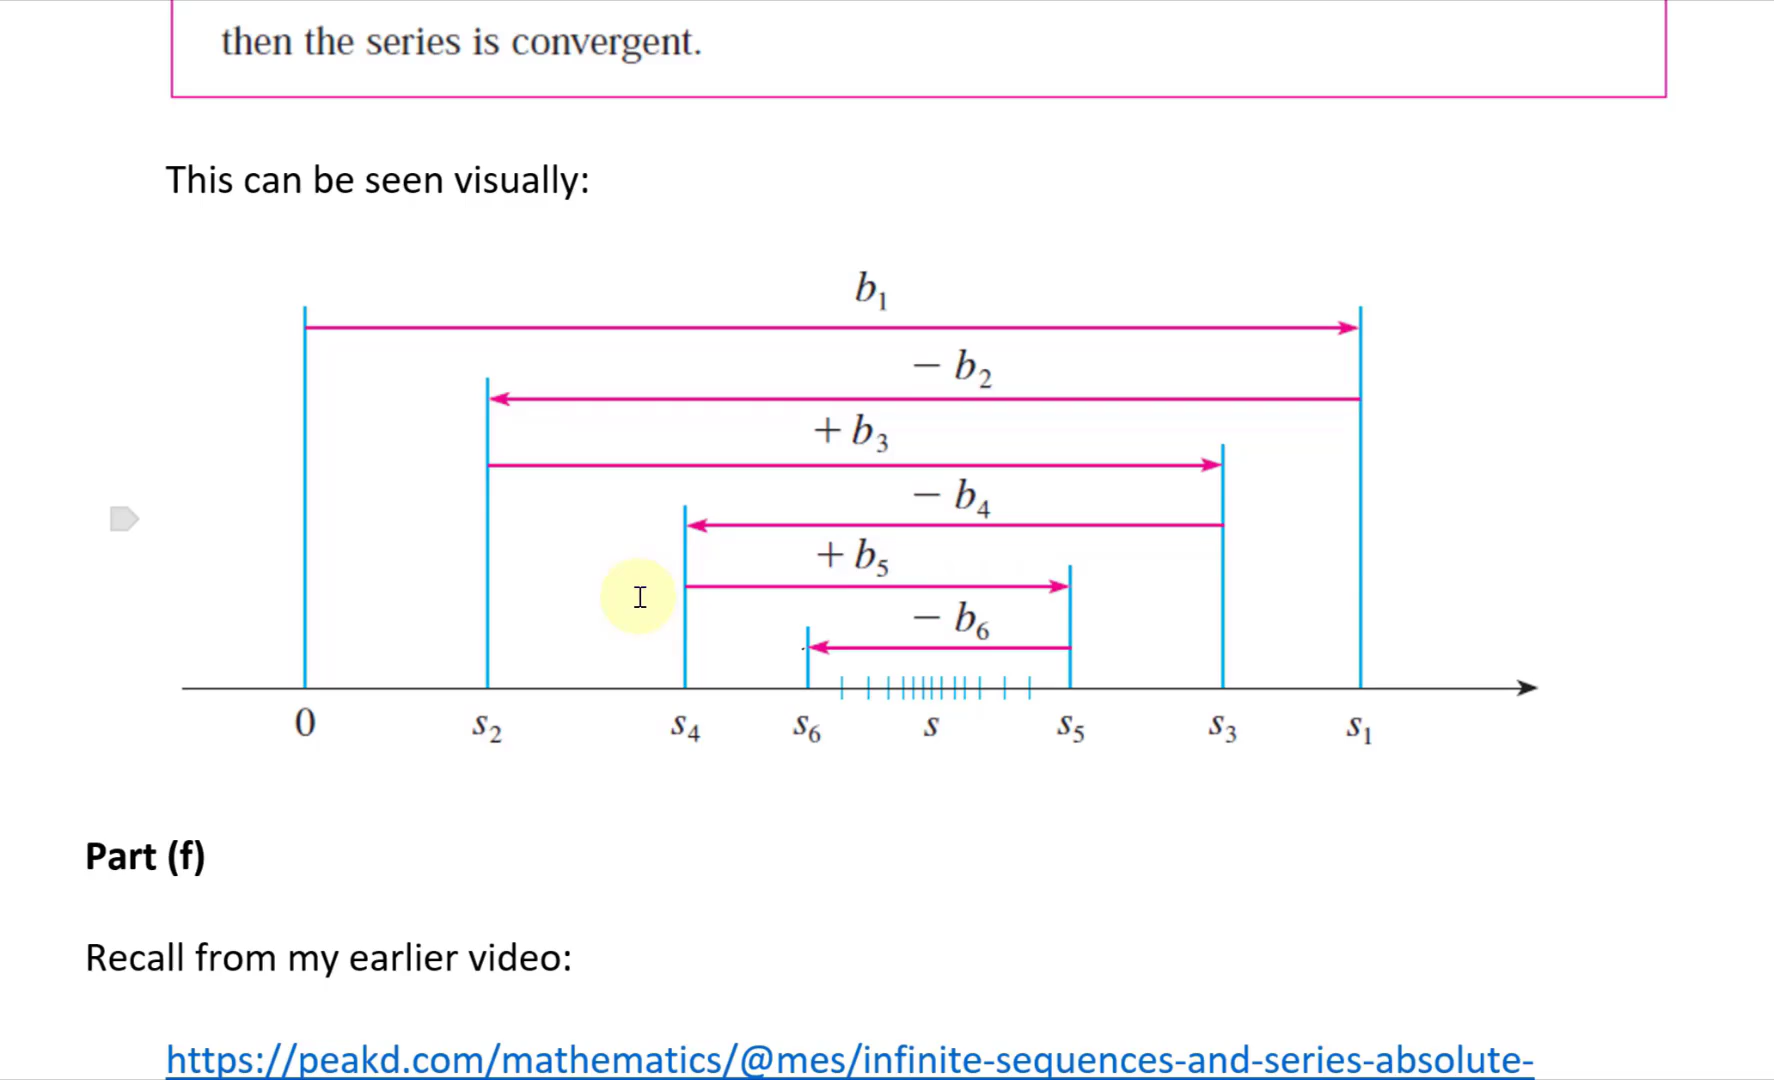 then the series is convergent.
This can be seen visually:
b₁
− b₂
+ b₃
− b₄
+ b₅
− b₆
0 s₂ s₄ s₆ s s₅ s₃ s₁
Part (f)
Recall from my earlier video:
https://peakd.com/mathematics/@mes/infinite-sequences-and-series-absolute-